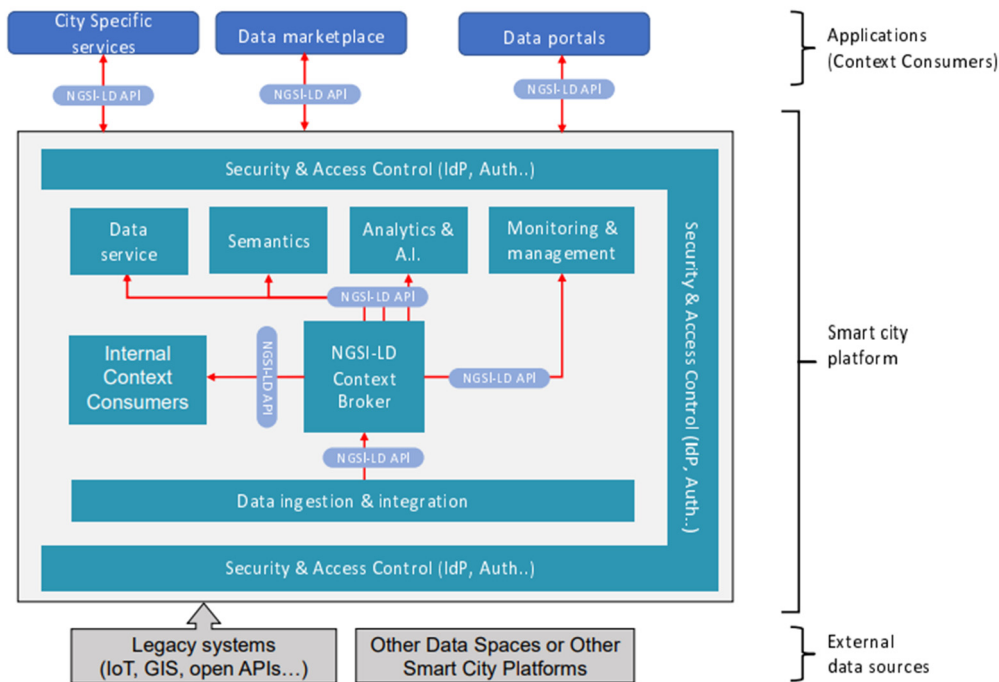 City Specific
services
Data marketplace
Data portals
Applications
(Context Consumers)
NGSI-LD API
NGSI-LD API
NGSI-LD API
Security & Access Control (IdP, Auth..)
Data
service
Semantics
Analytics &
A.I.
Monitoring &
management
Security & Access Control (IdP, Auth..)
NGSI-LD API
Internal
Context
Consumers
NGSI-LD API
NGSI-LD
Context
Broker
NGSI-LD API
Smart city
platform
NGSI-LD API
Data ingestion & integration
Security & Access Control (IdP, Auth..)
Legacy systems
(IoT, GIS, open APIs...)
Other Data Spaces or Other
Smart City Platforms
External
data sources